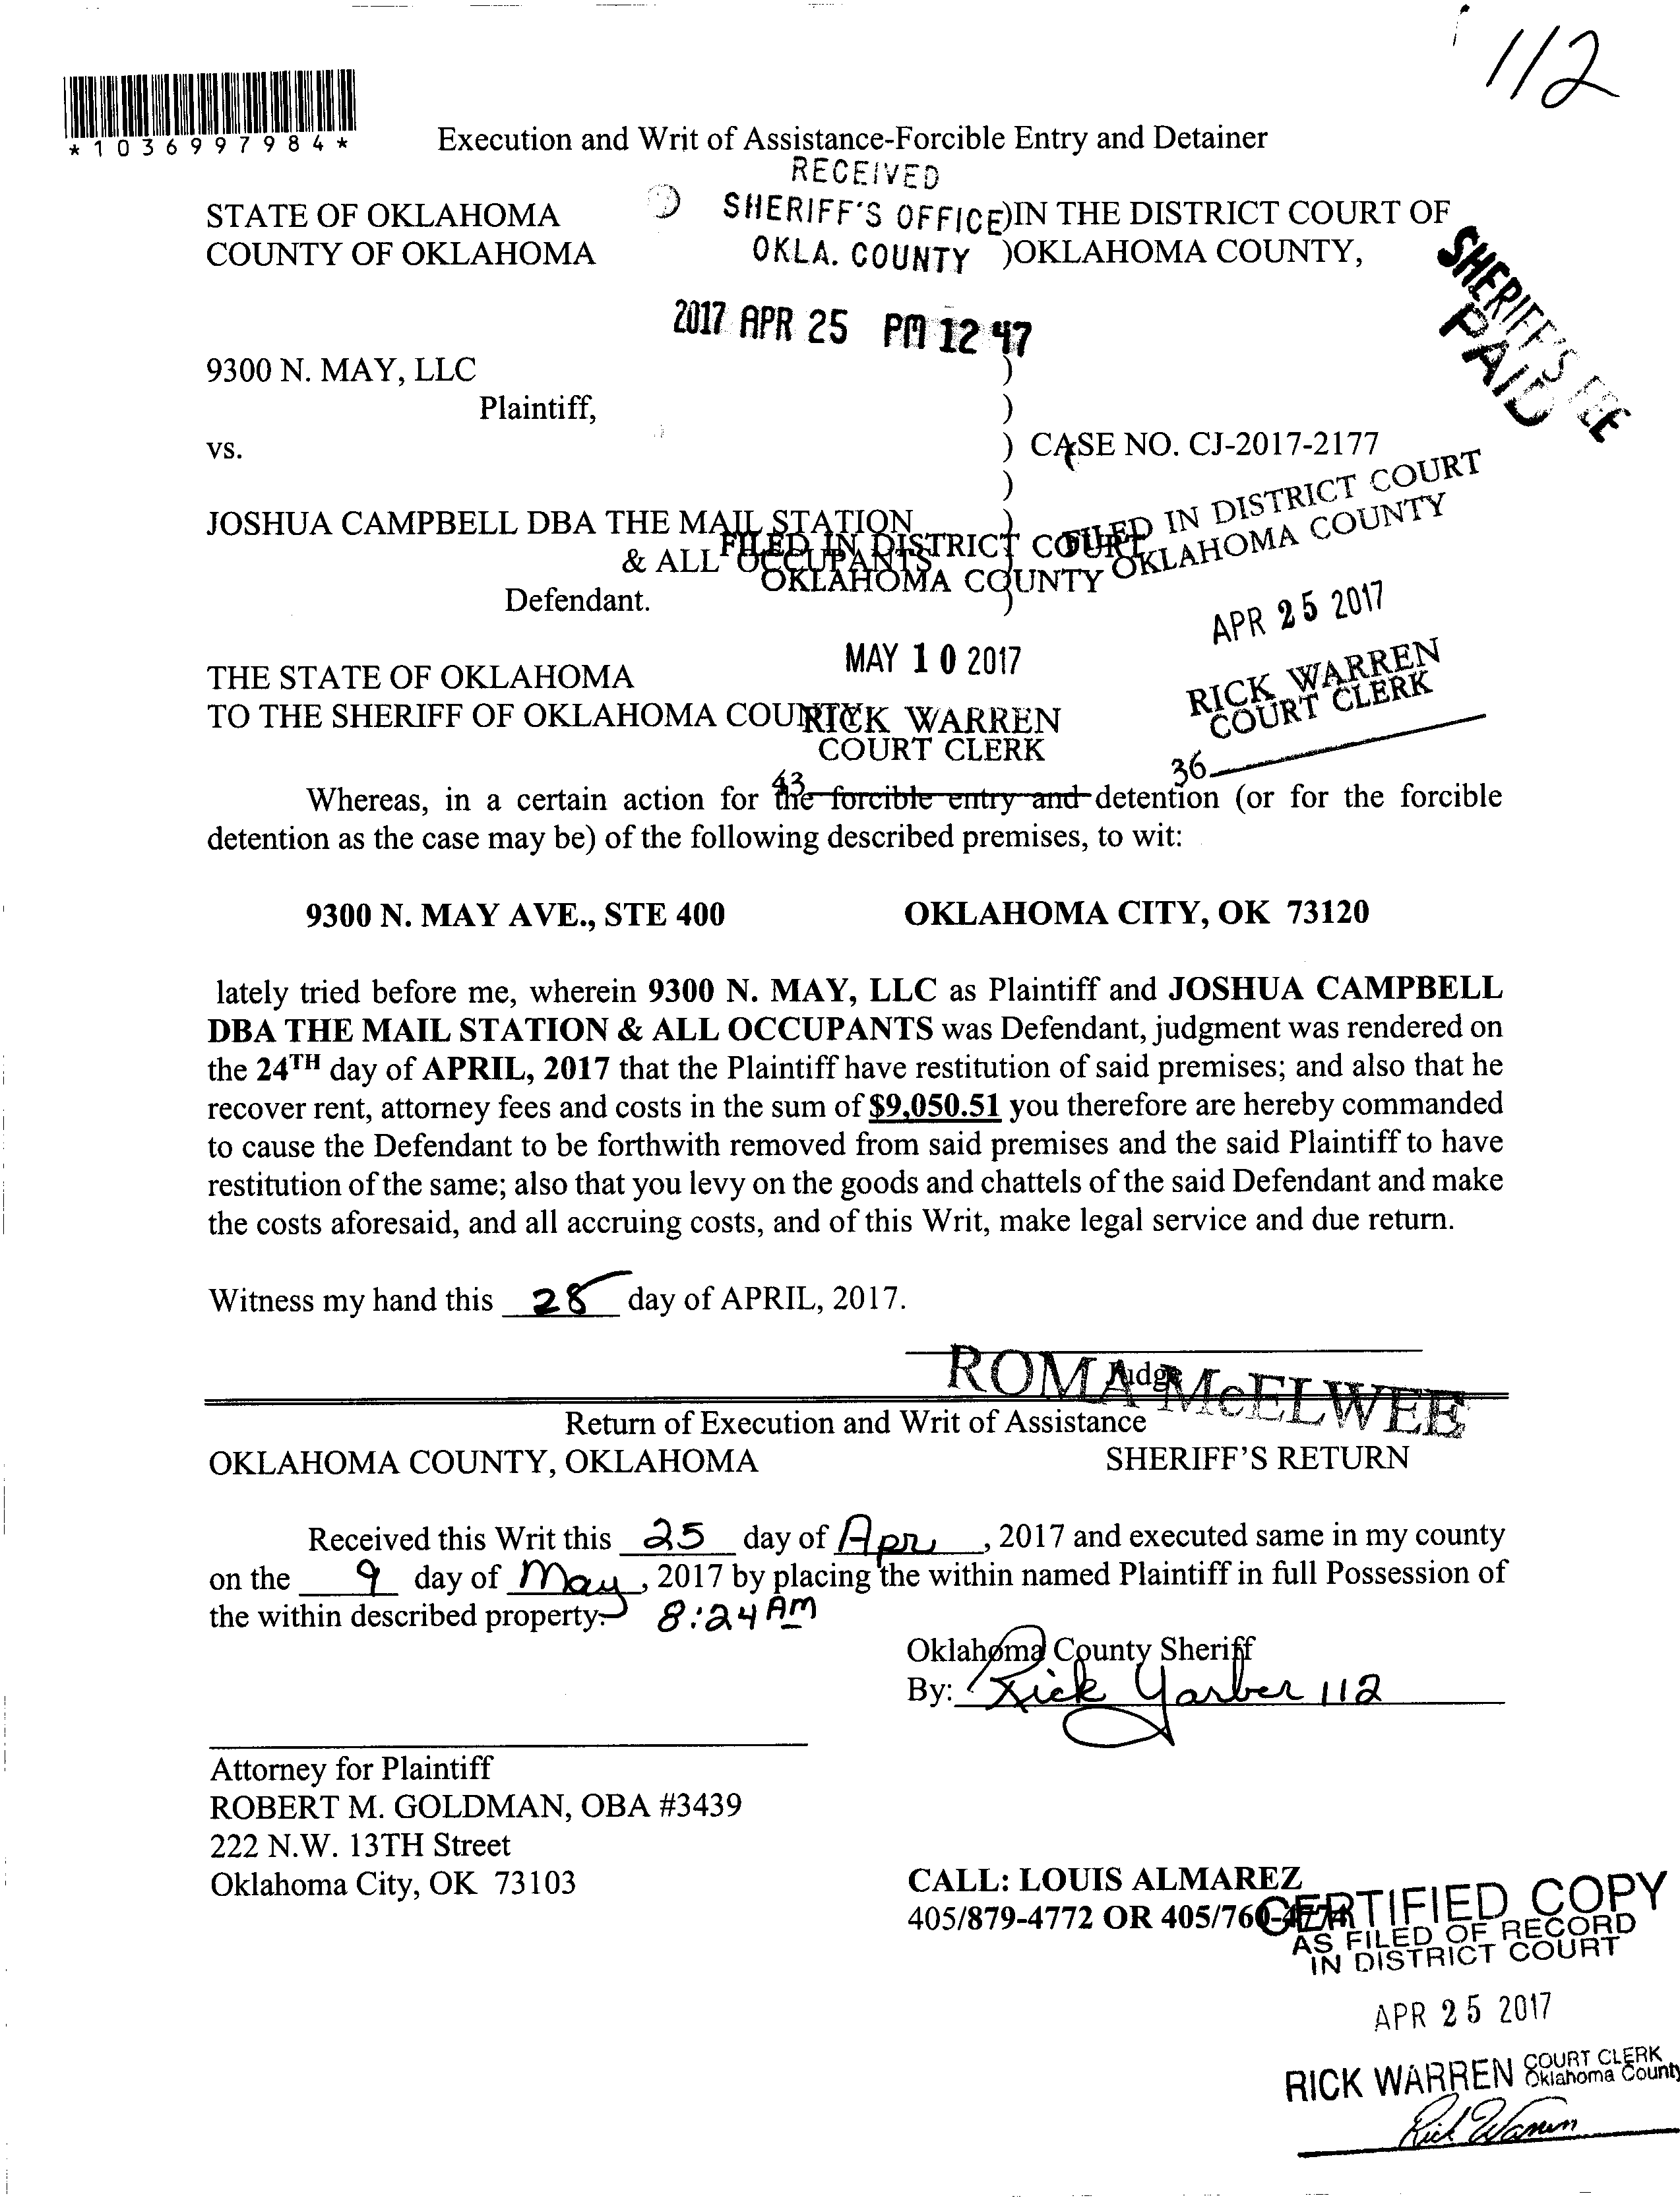 112
*1036997984*
Execution and Writ of Assistance-Forcible Entry and Detainer
RECEIVED
SHERIFF'S OFFICE
OKLA. COUNTY
2017 APR 25 PM 12 47
STATE OF OKLAHOMA )IN THE DISTRICT COURT OF
COUNTY OF OKLAHOMA )OKLAHOMA COUNTY,
SHERIFF'S FEE
PAID
9300 N. MAY, LLC )
Plaintiff, )
vs. ) CASE NO. CJ-2017-2177
)
JOSHUA CAMPBELL DBA THE MAIL STATION )
& ALL OCCUPANTS )
Defendant. )
FILED IN DISTRICT COURT
OKLAHOMA COUNTY
MAY 10 2017
RICK WARREN
COURT CLERK
43
FILED IN DISTRICT COURT
OKLAHOMA COUNTY
APR 25 2017
RICK WARREN
COURT CLERK
36
THE STATE OF OKLAHOMA
TO THE SHERIFF OF OKLAHOMA COUNTY
Whereas, in a certain action for the forcible entry and detention (or for the forcible
detention as the case may be) of the following described premises, to wit:
9300 N. MAY AVE., STE 400 OKLAHOMA CITY, OK 73120
lately tried before me, wherein 9300 N. MAY, LLC as Plaintiff and JOSHUA CAMPBELL
DBA THE MAIL STATION & ALL OCCUPANTS was Defendant, judgment was rendered on
the 24TH day of APRIL, 2017 that the Plaintiff have restitution of said premises; and also that he
recover rent, attorney fees and costs in the sum of $9,050.51 you therefore are hereby commanded
to cause the Defendant to be forthwith removed from said premises and the said Plaintiff to have
restitution of the same; also that you levy on the goods and chattels of the said Defendant and make
the costs aforesaid, and all accruing costs, and of this Writ, make legal service and due return.
Witness my hand this 25 day of APRIL, 2017.
Judge
ROMA McELWEE
Return of Execution and Writ of Assistance
OKLAHOMA COUNTY, OKLAHOMA SHERIFF'S RETURN
Received this Writ this 25 day of Apr, 2017 and executed same in my county
on the 9 day of May, 2017 by placing the within named Plaintiff in full Possession of
the within described property. 8:24 AM
Oklahoma County Sheriff
By: Rick Yarber 112
Attorney for Plaintiff
ROBERT M. GOLDMAN, OBA #3439
222 N.W. 13TH Street
Oklahoma City, OK 73103
CALL: LOUIS ALMAREZ
405/879-4772 OR 405/760-4774
CERTIFIED COPY
AS FILED OF RECORD
IN DISTRICT COURT
APR 25 2017
RICK WARREN COURT CLERK
Oklahoma County
Rick Warren